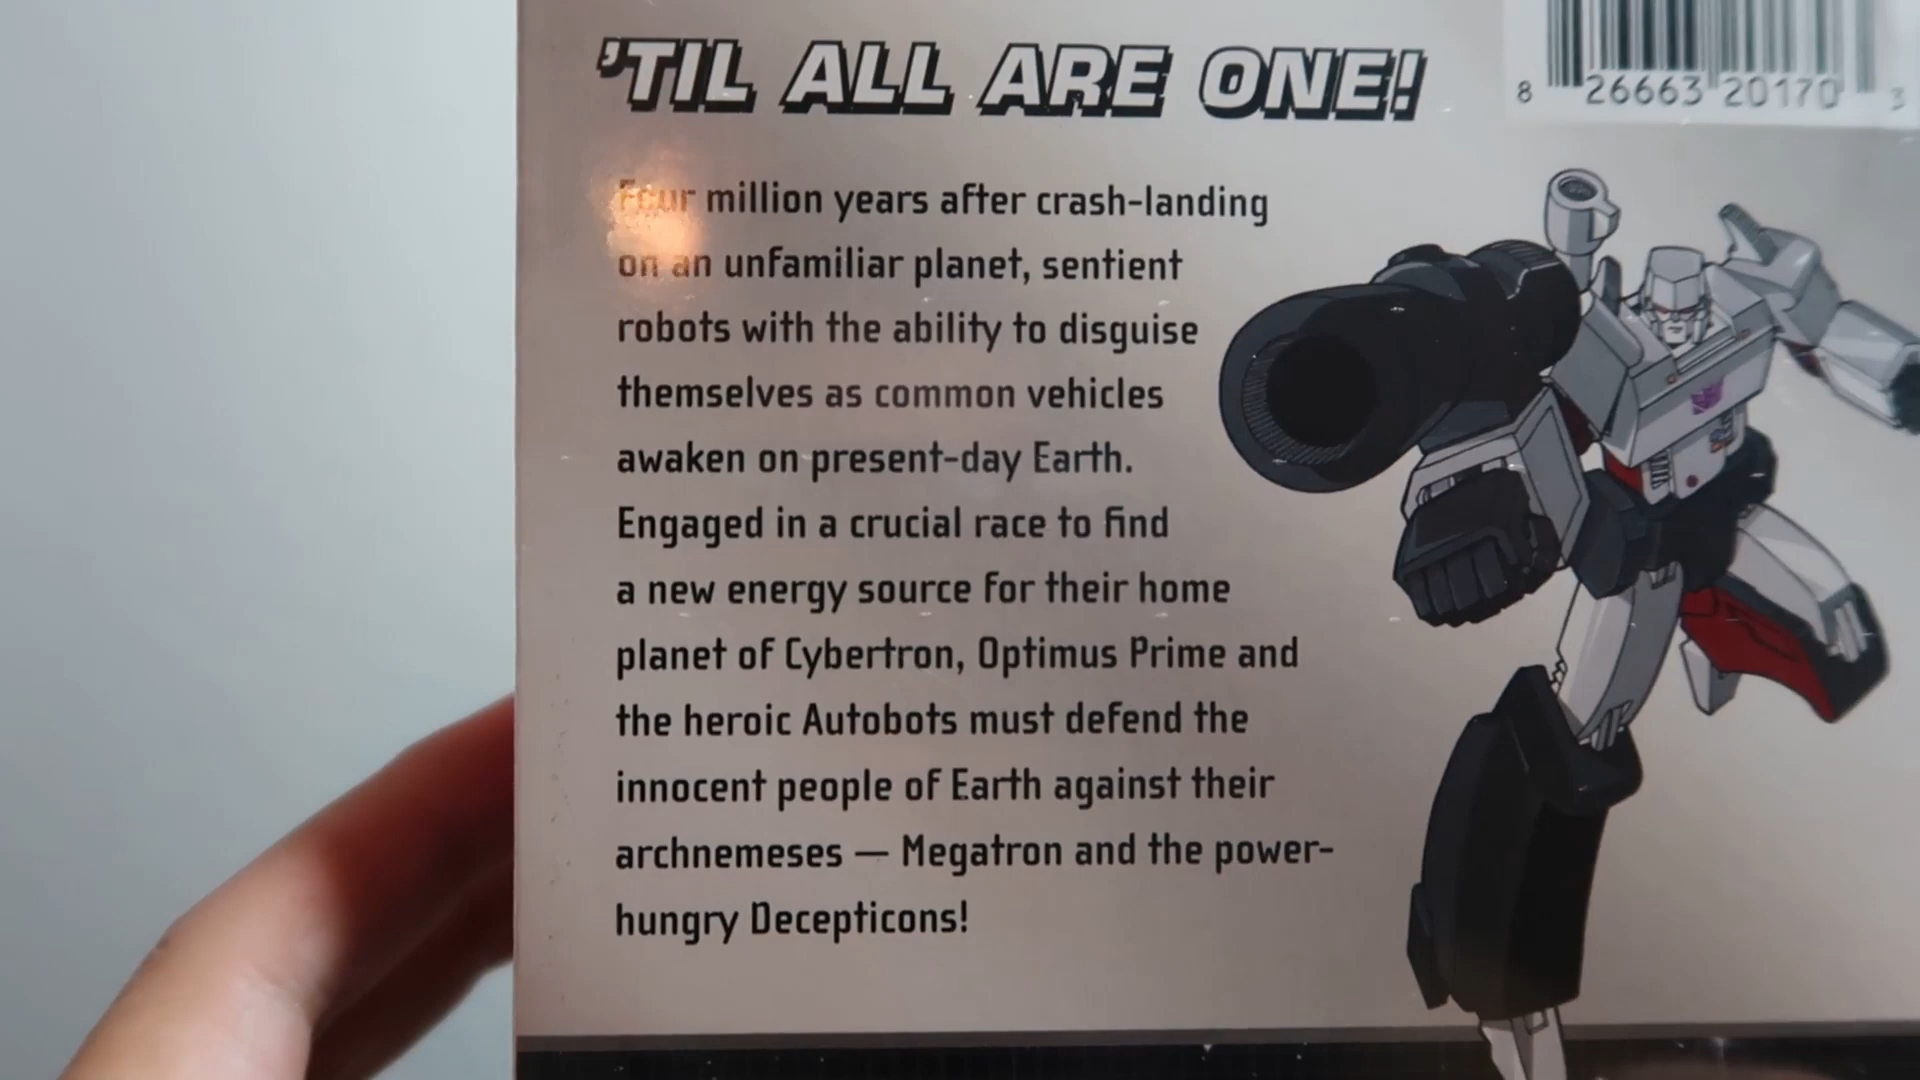 'TIL ALL ARE ONE!
8 26663 20170 3
Four million years after crash-landing
on an unfamiliar planet, sentient
robots with the ability to disguise
themselves as common vehicles
awaken on present-day Earth.
Engaged in a crucial race to find
a new energy source for their home
planet of Cybertron, Optimus Prime and
the heroic Autobots must defend the
innocent people of Earth against their
archnemeses — Megatron and the power-
hungry Decepticons!